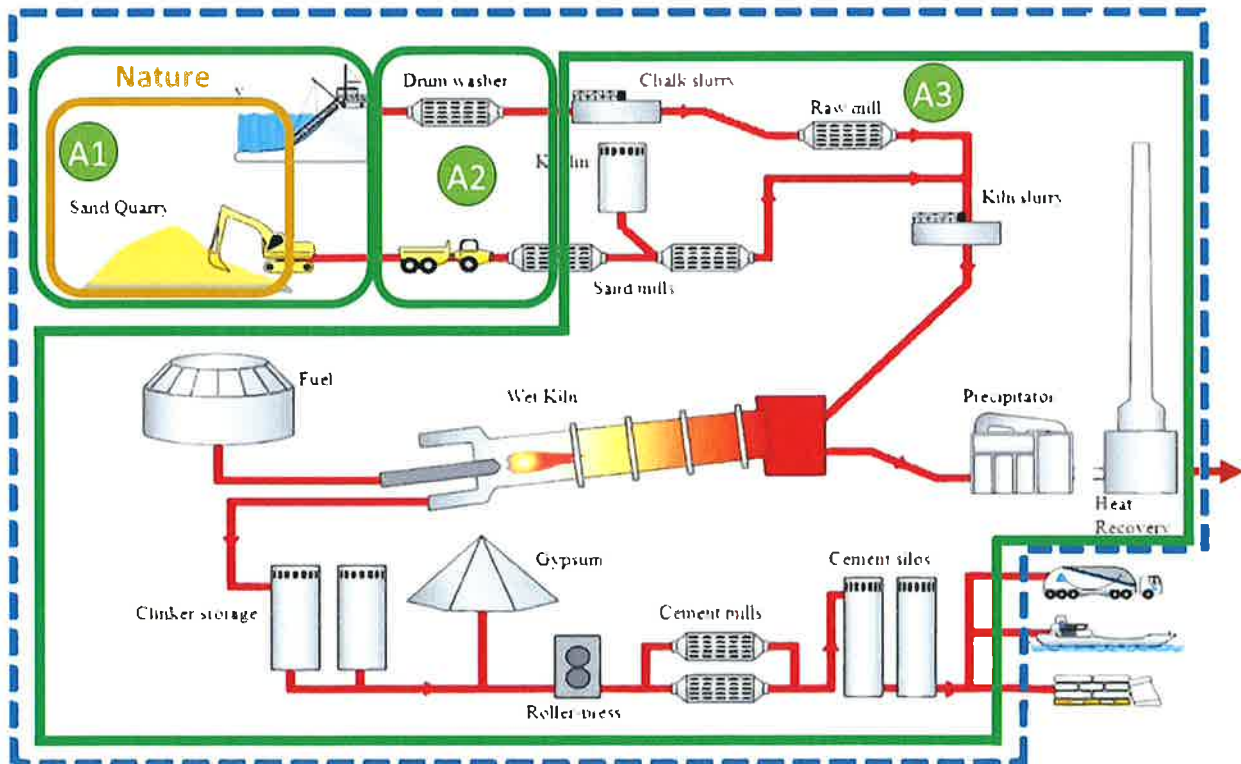 Nature
Drum washer
Chalk slurry
A3
Raw mill
A1
A2
Sand Quarry
Kiln slurry
Sand mills
Fuel
Wet Kiln
Precipitator
Heat
Recovery
Gypsum
Cement silos
Clinker storage
Cement mills
Roller-press